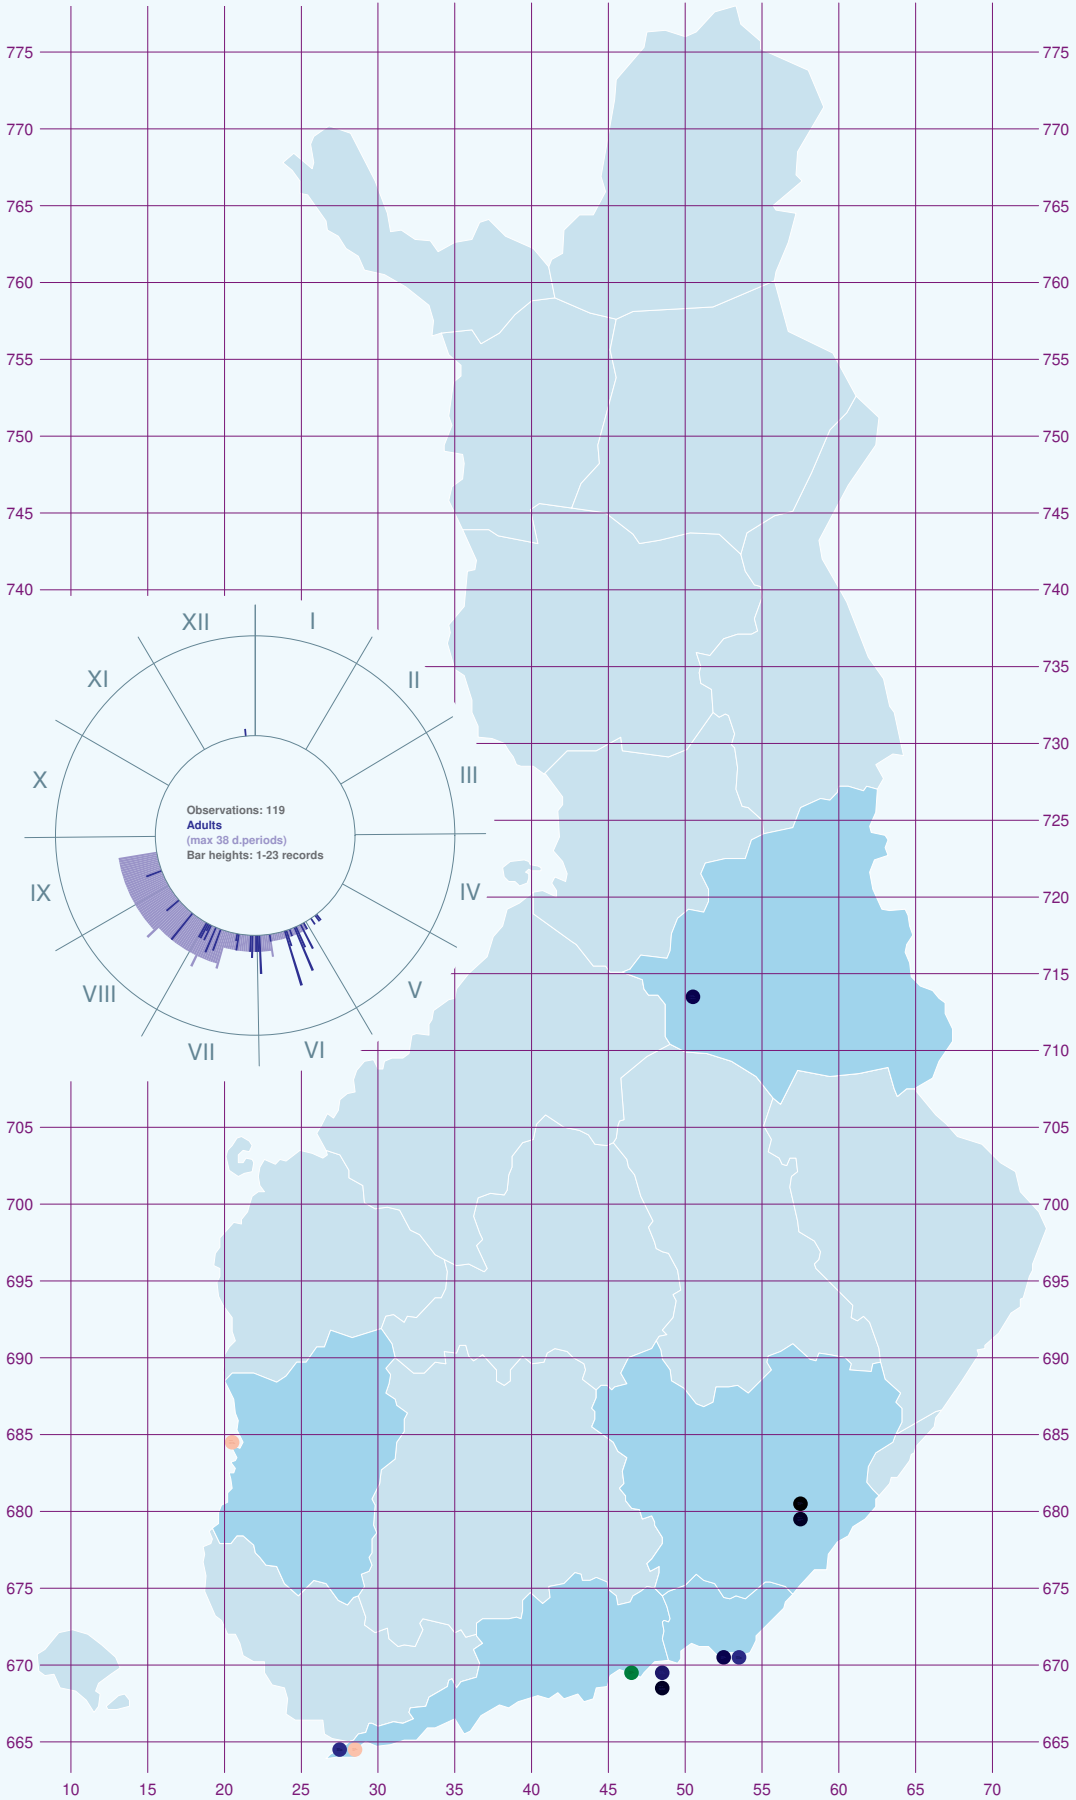 775 775
770 770
765 765
760 760
755 755
750 750
745 745
740 740
XII I
XI II
735 735
730 730
X III
725 725
Observations: 119
Adults
(max 38 d.periods)
Bar heights: 1-23 records
IX IV
720 720
715 715
VIII V
VII VI
710
705 705
700 700
695 695
690 690
685 685
680 680
675 675
670 670
665 665
10 15 20 25 30 35 40 45 50 55 60 65 70